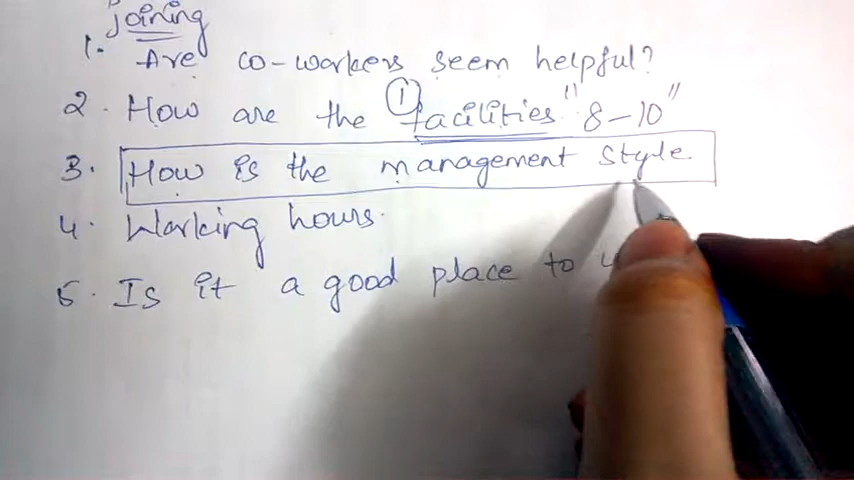 joining
1. Are co-workers seem helpful?
2. How are the ① facilities "8-10"
3. How is the management style
4. Working hours.
5. Is it a good place to